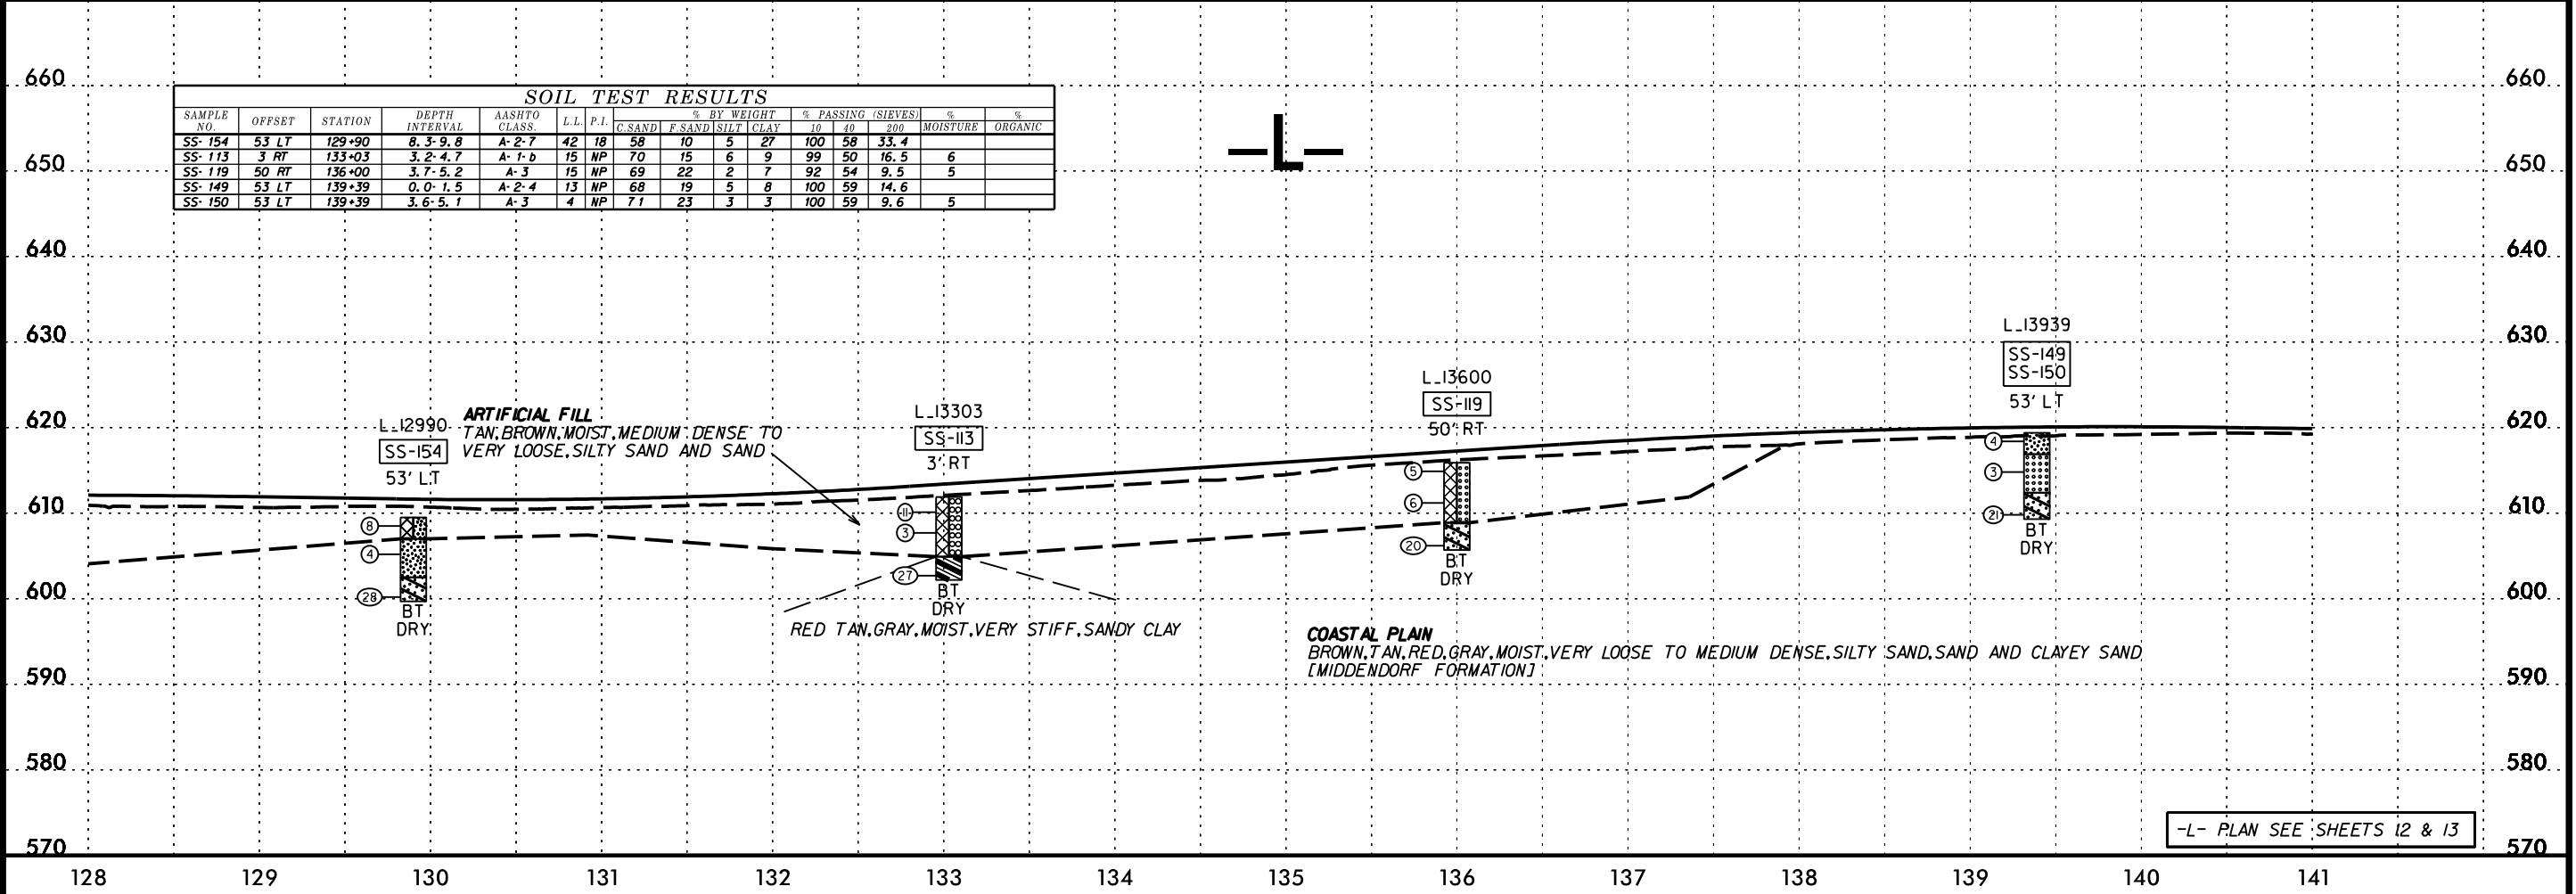 660 660
SOIL TEST RESULTS
SAMPLE NO. OFFSET STATION DEPTH INTERVAL AASHTO CLASS. L.L. P.I. % BY WEIGHT % PASSING (SIEVES) % MOISTURE % ORGANIC
C.SAND F.SAND SILT CLAY 10 40 200
SS-154 53 LT 129+90 8.3-9.8 A-2-7 42 18 58 10 5 27 100 58 33.4
SS-113 3 RT 133+03 3.2-4.7 A-1-b 15 NP 70 15 6 9 99 50 16.5 6
SS-119 50 RT 136+00 3.7-5.2 A-3 15 NP 69 22 2 7 92 54 9.5 5
SS-149 53 LT 139+39 0.0-1.5 A-2-4 13 NP 68 19 5 8 100 59 14.6
SS-150 53 LT 139+39 3.6-5.1 A-3 4 NP 71 23 3 3 100 59 9.6 5
-L-
650 650
640 640
630 630
L_13939
SS-149
SS-150
53' LT
L_13600
SS-119
50' RT
L_13303
SS-113
3' RT
L_12990
SS-154
53' LT
ARTIFICIAL FILL
TAN,BROWN,MOIST,MEDIUM DENSE TO
VERY LOOSE,SILTY SAND AND SAND
620 620
610 610
8
4
28
BT
DRY
11
3
27
BT
DRY
5
6
20
BT
DRY
4
3
21
BT
DRY
600 600
RED TAN,GRAY,MOIST,VERY STIFF,SANDY CLAY
COASTAL PLAIN
BROWN,TAN,RED,GRAY,MOIST,VERY LOOSE TO MEDIUM DENSE,SILTY SAND,SAND AND CLAYEY SAND
[MIDDENDORF FORMATION]
590 590
580 580
-L- PLAN SEE SHEETS 12 & 13
570 570
128 129 130 131 132 133 134 135 136 137 138 139 140 141